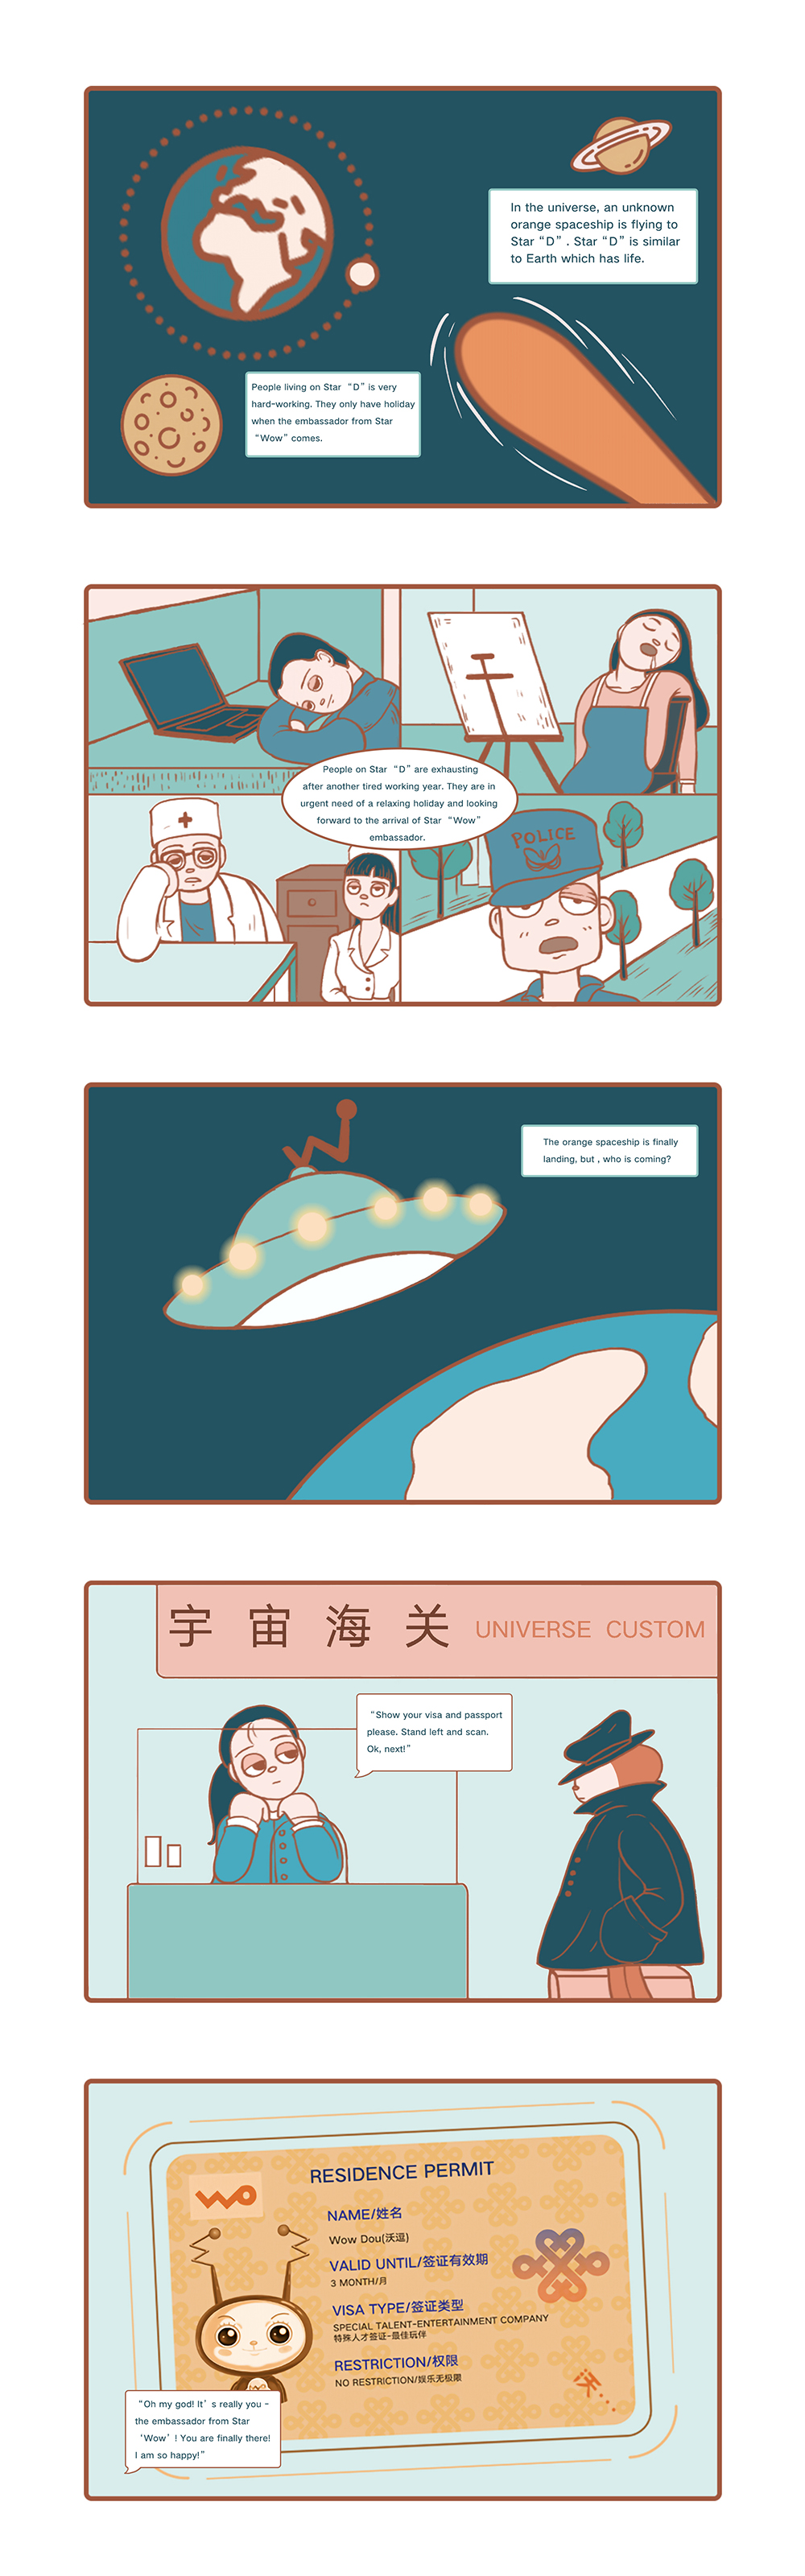 In the universe, an unknown
orange spaceship is flying to
Star “D” . Star “D” is similar
to Earth which has life.
People living on Star “D” is very
hard-working. They only have holiday
when the embassador from Star
“Wow” comes.
People on Star “D” are exhausting
after another tired working year. They are in
urgent need of a relaxing holiday and looking
forward to the arrival of Star “Wow”
embassador.
POLICE
The orange spaceship is finally
landing, but , who is coming?
宇宙海关 UNIVERSE CUSTOM
“Show your visa and passport
please. Stand left and scan.
Ok, next!”
RESIDENCE PERMIT
wo
NAME/姓名
Wow Dou(沃逗)
VALID UNTIL/签证有效期
3 MONTH/月
VISA TYPE/签证类型
SPECIAL TALENT-ENTERTAINMENT COMPANY
特殊人才签证-最佳玩伴
RESTRICTION/权限
NO RESTRICTION/娱乐无极限
沃...
“Oh my god! It’s really you -
the embassador from Star
‘Wow’ ! You are finally there!
I am so happy!”